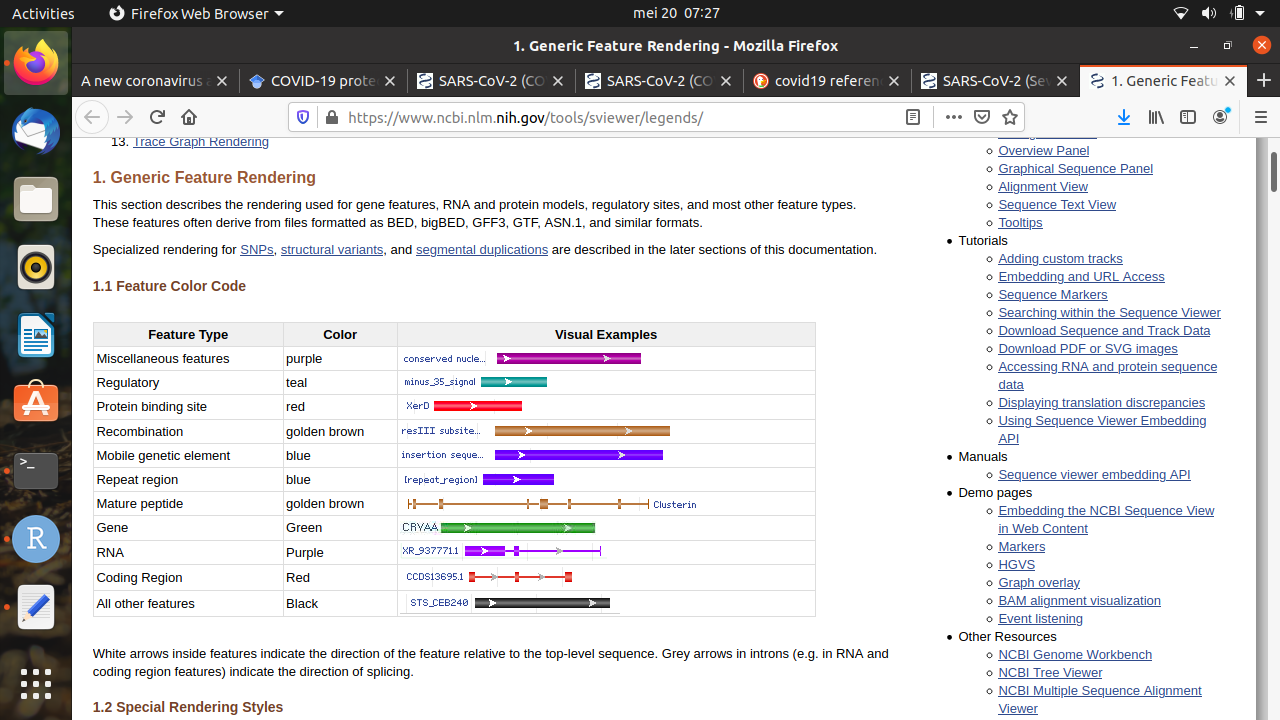 Activities
Firefox Web Browser
mei 20 07:27
1. Generic Feature Rendering - Mozilla Firefox
A new coronavirus a
COVID-19 prote
SARS-CoV-2 (CO
SARS-CoV-2 (CO
covid19 referen
SARS-CoV-2 (Sev
1. Generic Featu
https://www.ncbi.nlm.nih.gov/tools/sviewer/legends/
13. Trace Graph Rendering
1. Generic Feature Rendering
This section describes the rendering used for gene features, RNA and protein models, regulatory sites, and most other feature types.
These features often derive from files formatted as BED, bigBED, GFF3, GTF, ASN.1, and similar formats.
Specialized rendering for SNPs, structural variants, and segmental duplications are described in the later sections of this documentation.
1.1 Feature Color Code
Feature Type Color Visual Examples
Miscellaneous features purple conserved nucle...
Regulatory teal minus_35_signal
Protein binding site red XerD
Recombination golden brown resIII subsite...
Mobile genetic element blue insertion seque...
Repeat region blue [repeat_region]
Mature peptide golden brown Clusterin
Gene Green CRYAA
RNA Purple XR_937771.1
Coding Region Red CCDS13695.1
All other features Black STS_CEB240
White arrows inside features indicate the direction of the feature relative to the top-level sequence. Grey arrows in introns (e.g. in RNA and
coding region features) indicate the direction of splicing.
1.2 Special Rendering Styles
Overview Panel
Graphical Sequence Panel
Alignment View
Sequence Text View
Tooltips
Tutorials
Adding custom tracks
Embedding and URL Access
Sequence Markers
Searching within the Sequence Viewer
Download Sequence and Track Data
Download PDF or SVG images
Accessing RNA and protein sequence
data
Displaying translation discrepancies
Using Sequence Viewer Embedding
API
Manuals
Sequence viewer embedding API
Demo pages
Embedding the NCBI Sequence View
in Web Content
Markers
HGVS
Graph overlay
BAM alignment visualization
Event listening
Other Resources
NCBI Genome Workbench
NCBI Tree Viewer
NCBI Multiple Sequence Alignment
Viewer